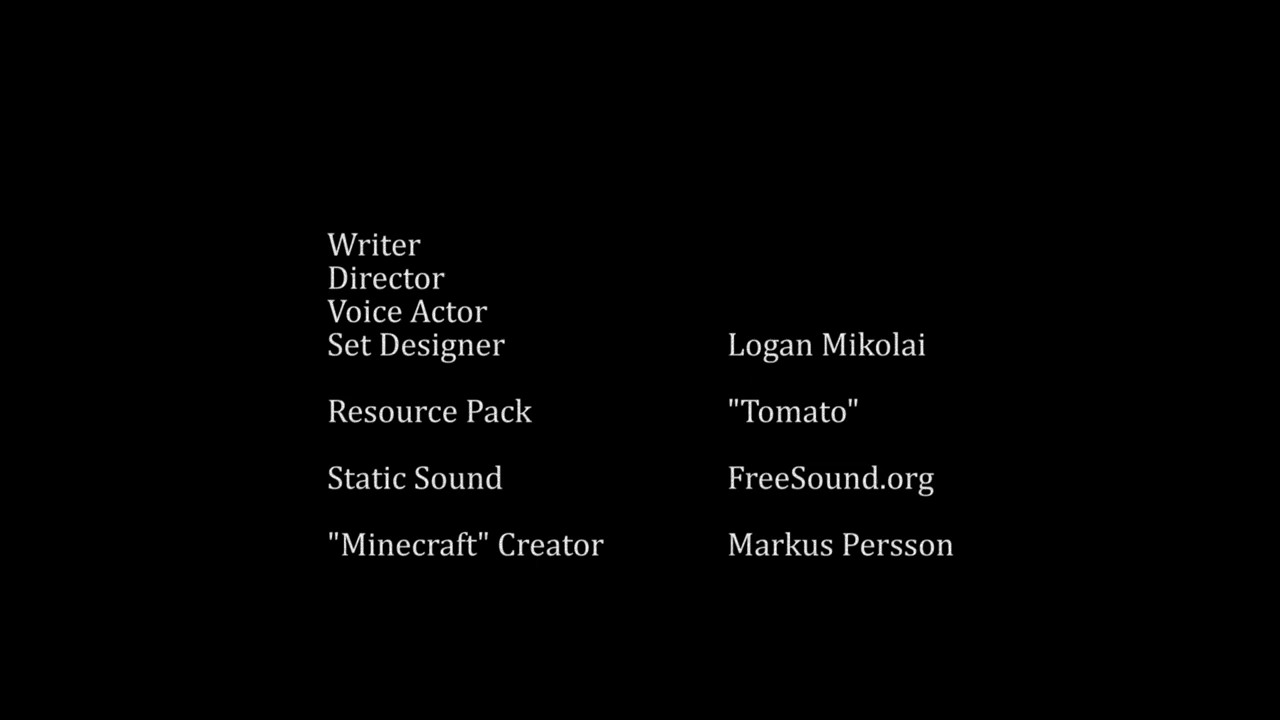 Writer
Director
Voice Actor
Set Designer Logan Mikolai
Resource Pack "Tomato"
Static Sound FreeSound.org
"Minecraft" Creator Markus Persson